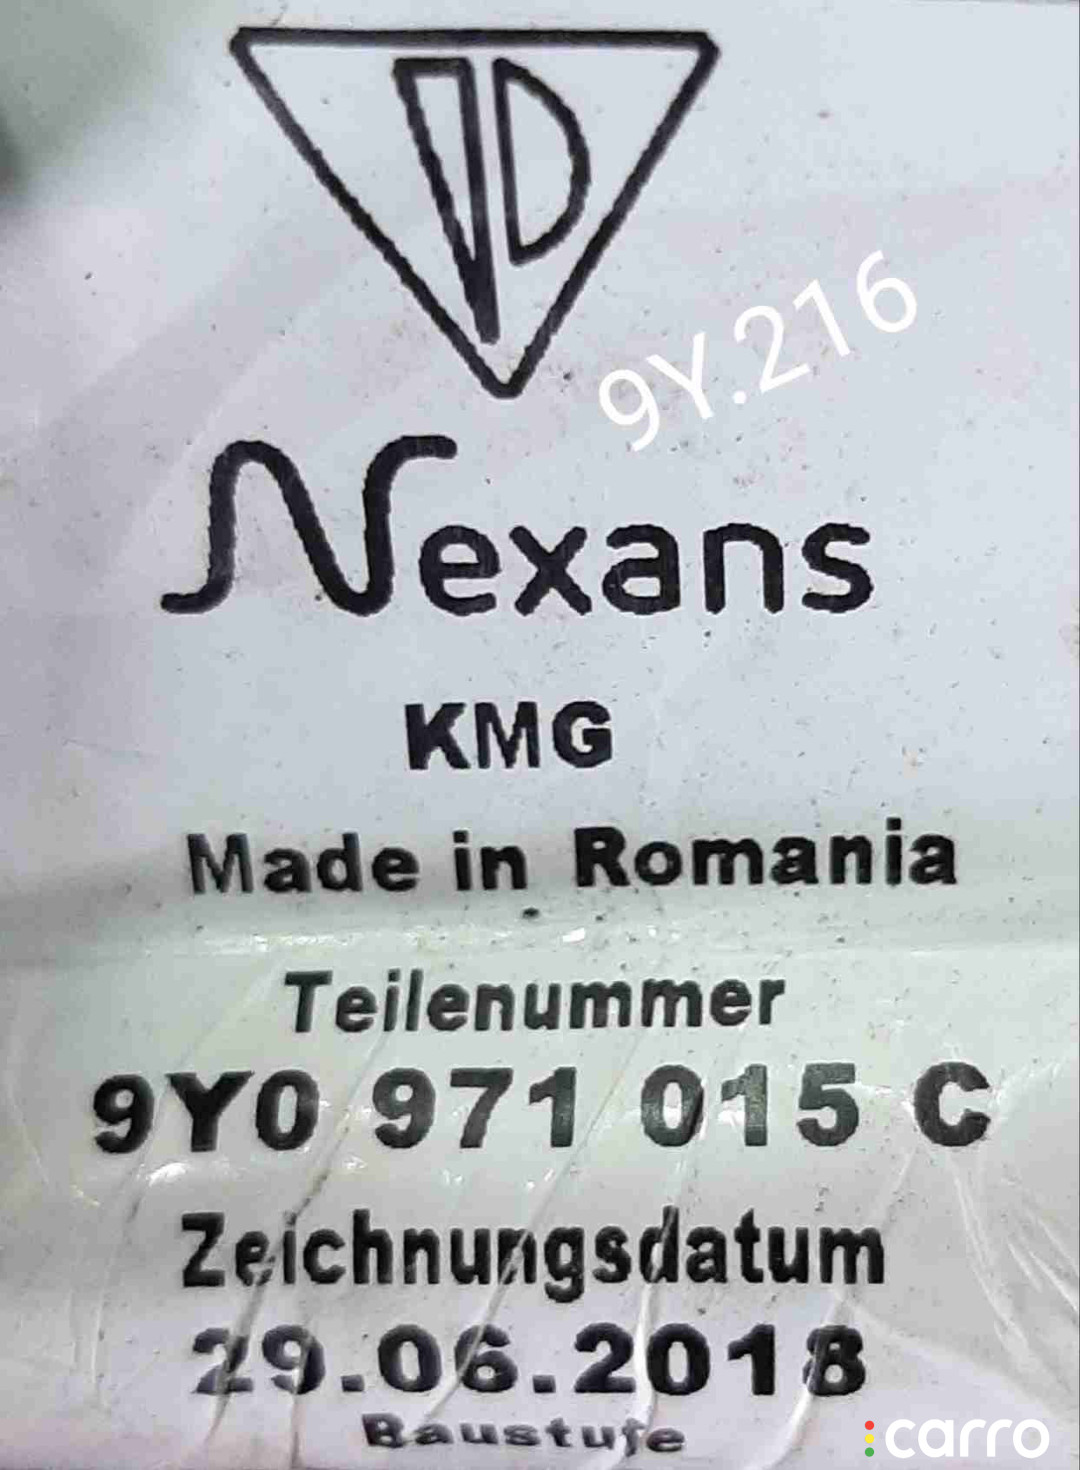 9Y.216
Nexans
KMG
Made in Romania
Teilenummer
9Y0 971 015 C
Zeichnungsdatum
29.06.2018
Baustufe
carro